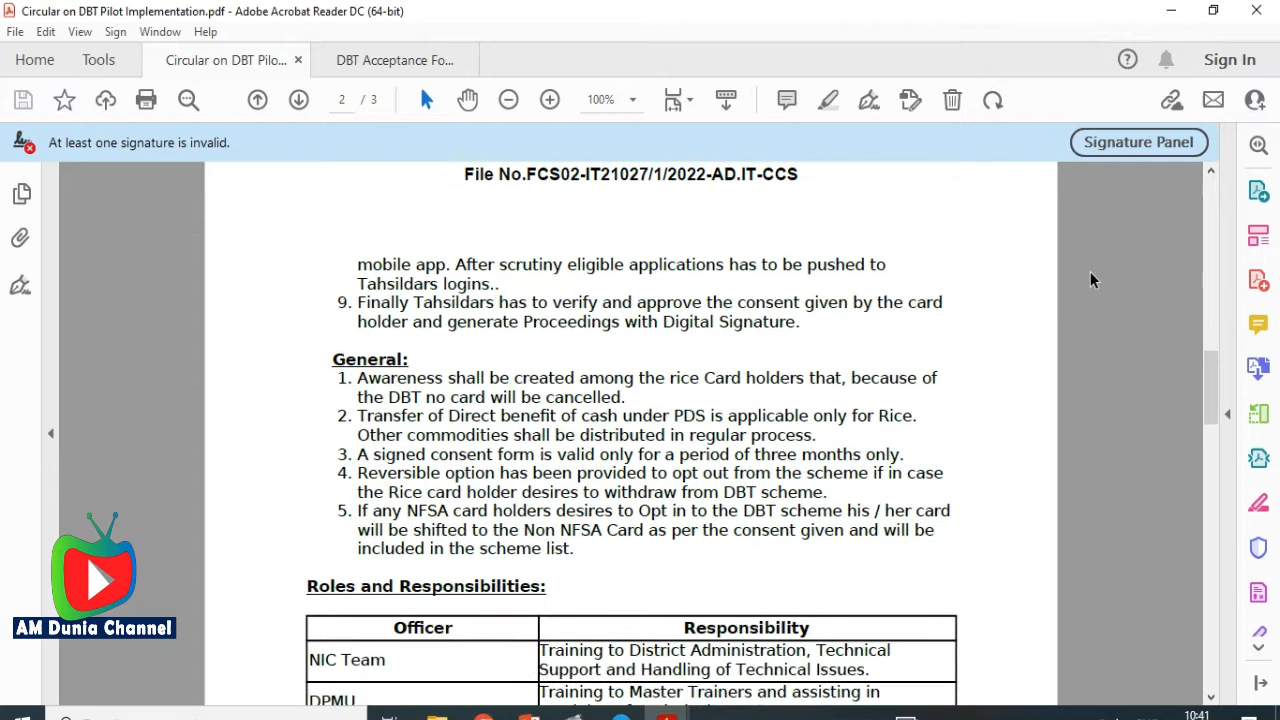 Circular on DBT Pilot Implementation.pdf - Adobe Acrobat Reader DC (64-bit)
File Edit View Sign Window Help
Home Tools Circular on DBT Pilo... × DBT Acceptance Fo... Sign In
2 / 3 100%
At least one signature is invalid. Signature Panel
File No.FCS02-IT21027/1/2022-AD.IT-CCS
mobile app. After scrutiny eligible applications has to be pushed to
Tahsildars logins..
9. Finally Tahsildars has to verify and approve the consent given by the card
holder and generate Proceedings with Digital Signature.
General:
1. Awareness shall be created among the rice Card holders that, because of
the DBT no card will be cancelled.
2. Transfer of Direct benefit of cash under PDS is applicable only for Rice.
Other commodities shall be distributed in regular process.
3. A signed consent form is valid only for a period of three months only.
4. Reversible option has been provided to opt out from the scheme if in case
the Rice card holder desires to withdraw from DBT scheme.
5. If any NFSA card holders desires to Opt in to the DBT scheme his / her card
will be shifted to the Non NFSA Card as per the consent given and will be
included in the scheme list.
Roles and Responsibilities:
Officer Responsibility
NIC Team
Training to District Administration, Technical
Support and Handling of Technical Issues.
DPMU
Training to Master Trainers and assisting in
AM Dunia Channel
10:41